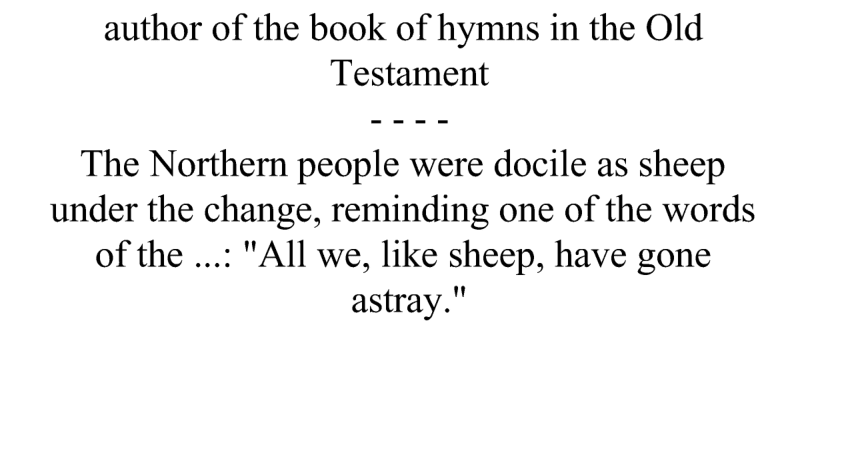 author of the book of hymns in the Old
Testament
- - - -
The Northern people were docile as sheep
under the change, reminding one of the words
of the ...: "All we, like sheep, have gone
astray."